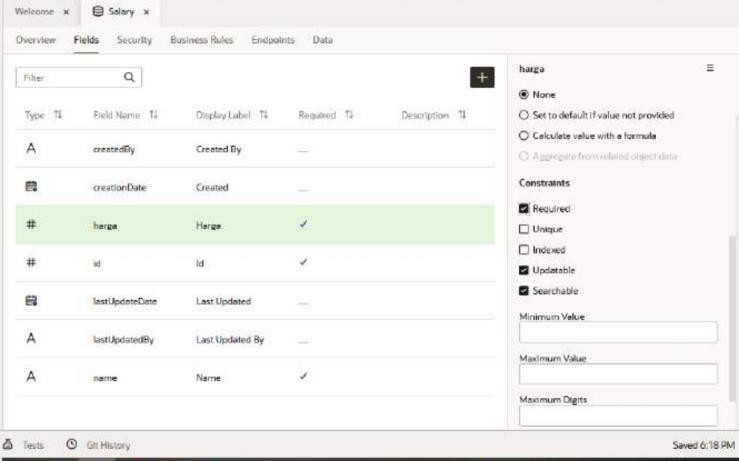 Welcome × Salary ×
Overview Fields Security Business Rules Endpoints Data
Filter
+
Type Field Name Display Label Required Description
A createdBy Created By
creationDate Created
# harga Harga ✓
# id Id ✓
lastUpdateDate Last Updated
A lastUpdatedBy Last Updated By
A name Name ✓
harga
None
Set to default if value not provided
Calculate value with a formula
Aggregate from related object data
Constraints
Required
Unique
Indexed
Updatable
Searchable
Minimum Value
Maximum Value
Maximum Digits
Tests Git History Saved 6:18 PM